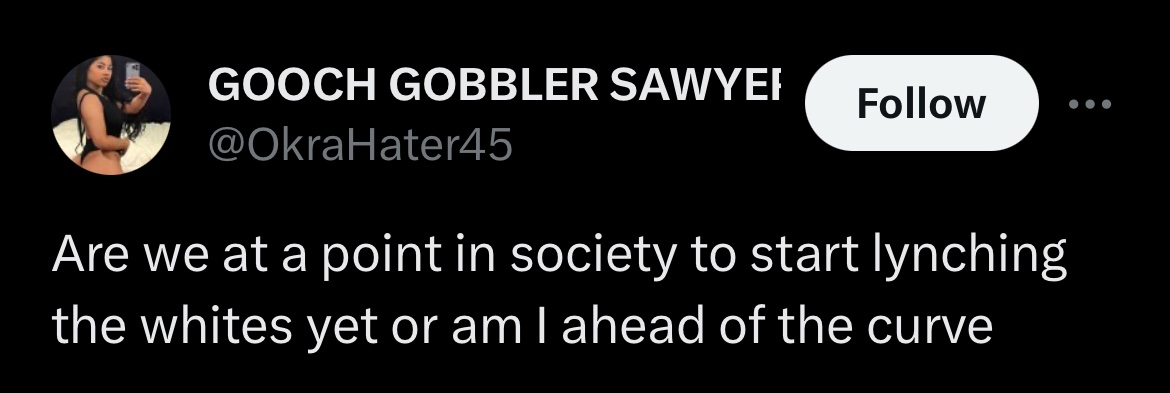 GOOCH GOBBLER SAWYER
Follow
@OkraHater45
Are we at a point in society to start lynching
the whites yet or am I ahead of the curve